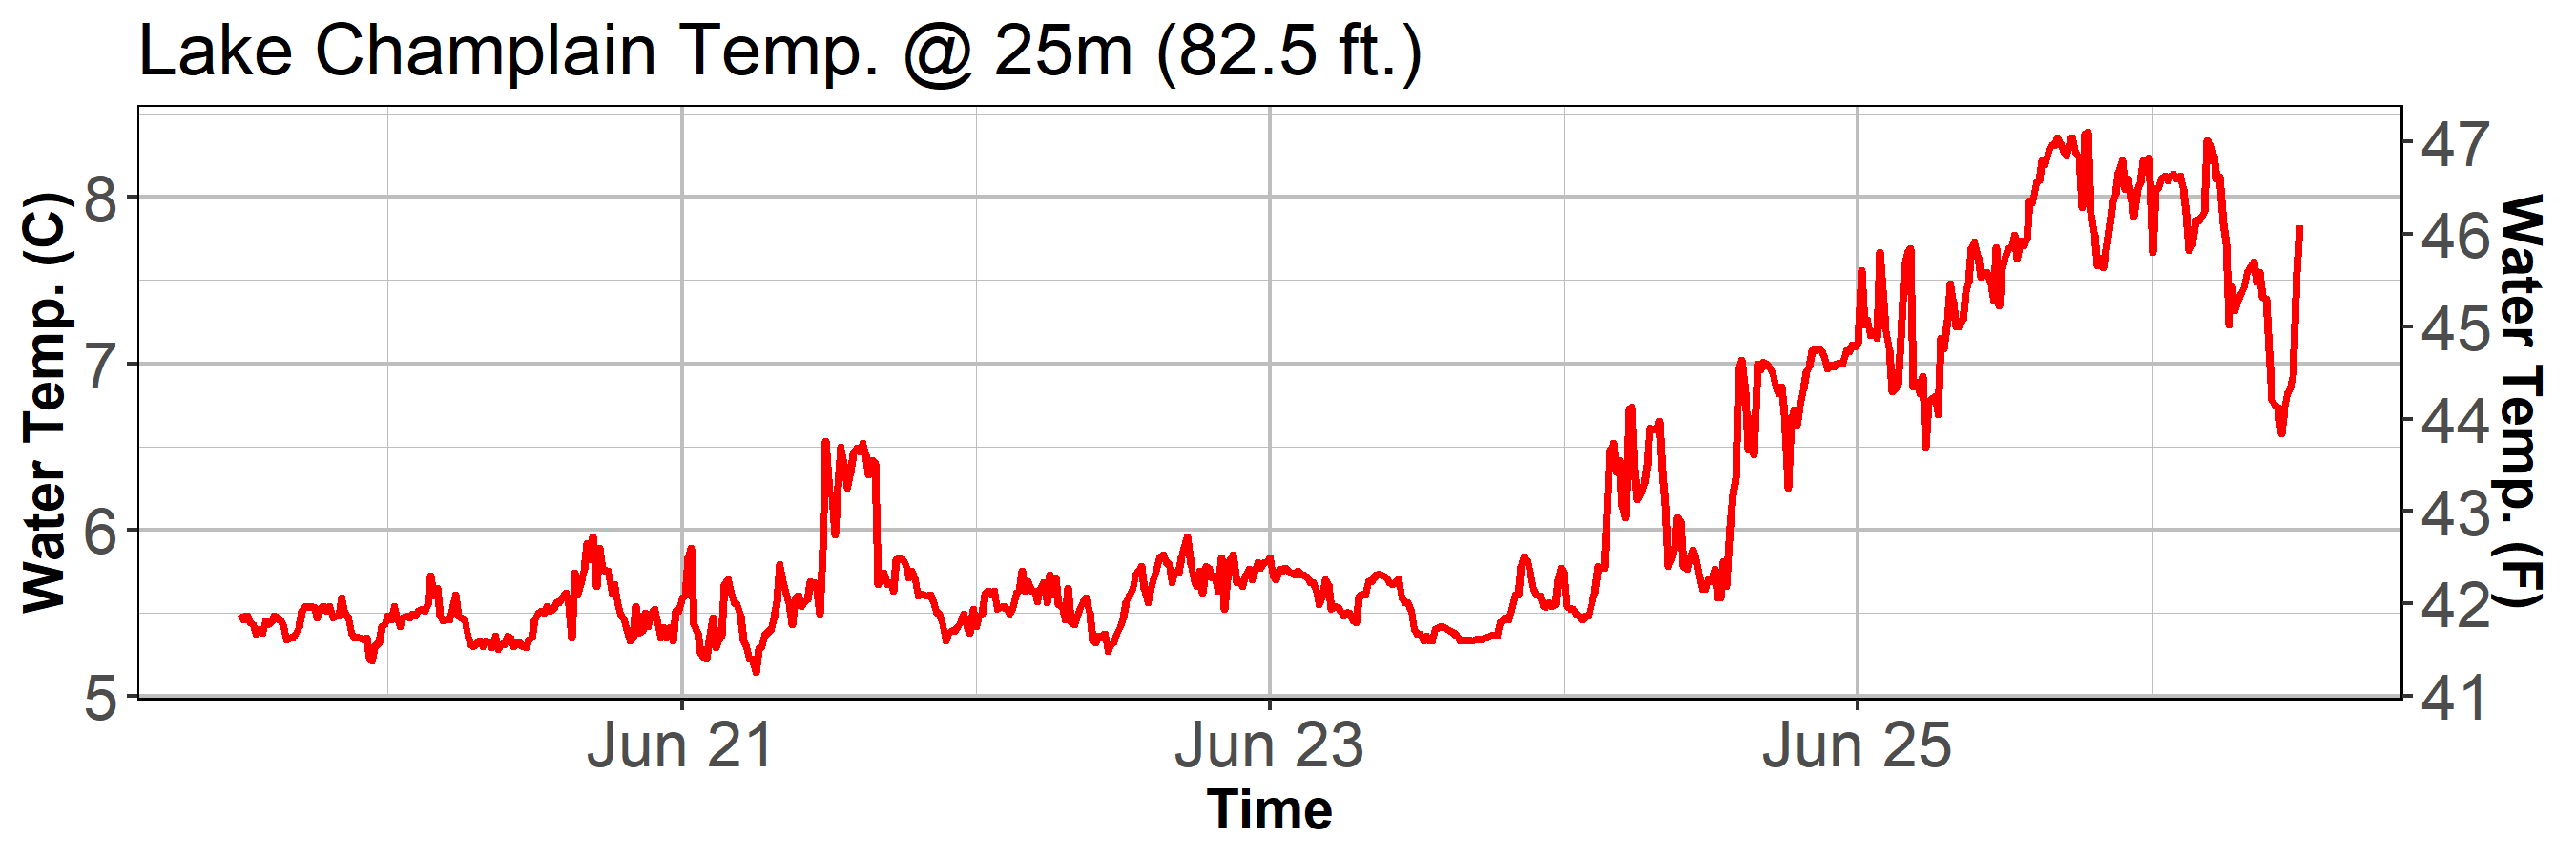 Lake Champlain Temp. @ 25m (82.5 ft.)
Water Temp. (C)
8
7
6
5
47
46
45
44
43
42
41
Water Temp. (F)
Jun 21
Jun 23
Jun 25
Time